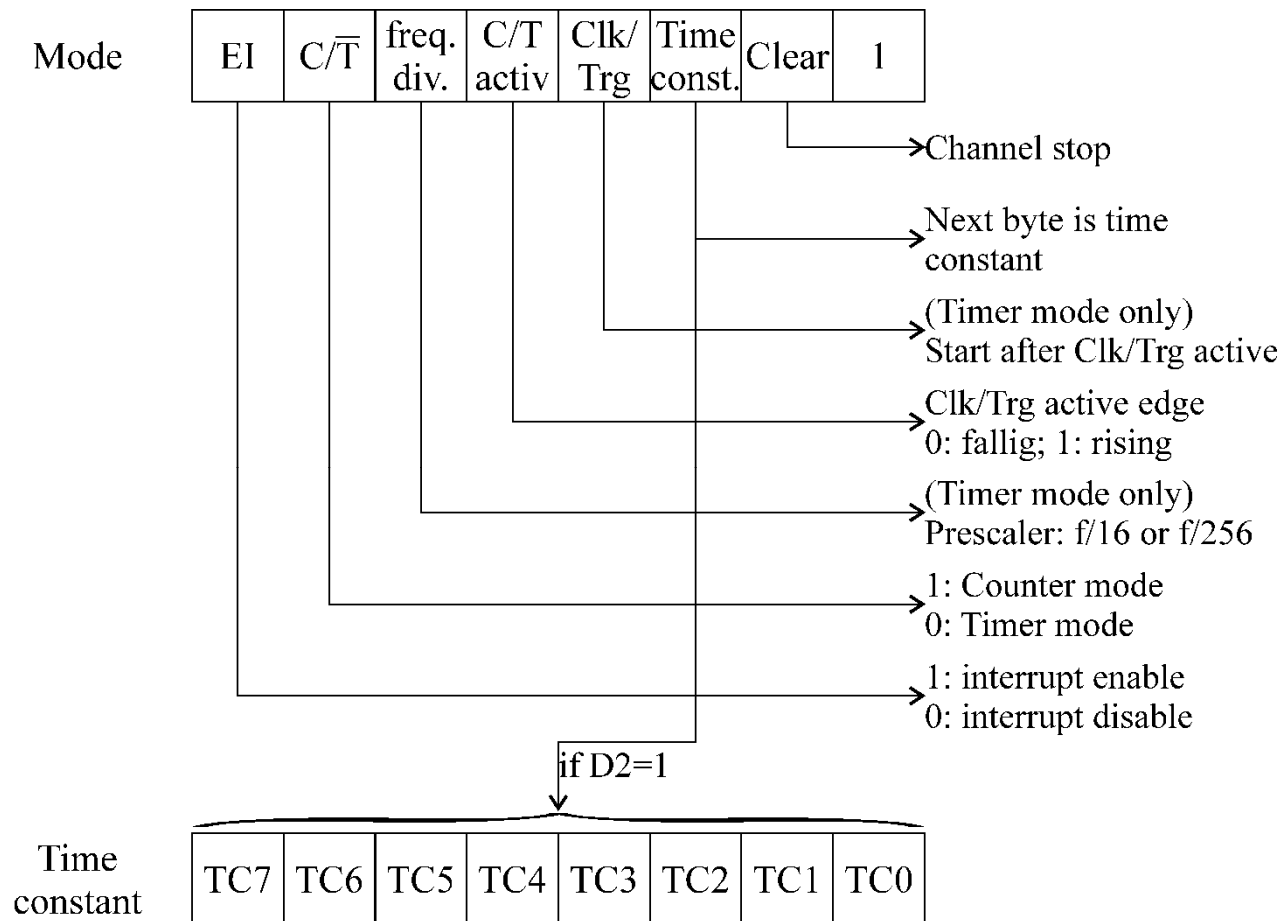 Mode
EI
C/T̅
freq.
div.
C/T
activ
Clk/
Trg
Time
const.
Clear
1
Channel stop
Next byte is time
constant
(Timer mode only)
Start after Clk/Trg active
Clk/Trg active edge
0: fallig; 1: rising
(Timer mode only)
Prescaler: f/16 or f/256
1: Counter mode
0: Timer mode
1: interrupt enable
0: interrupt disable
if D2=1
Time
constant
TC7 TC6 TC5 TC4 TC3 TC2 TC1 TC0